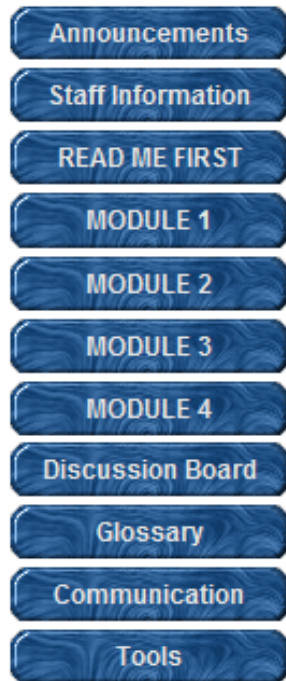 Announcements
Staff Information
READ ME FIRST
MODULE 1
MODULE 2
MODULE 3
MODULE 4
Discussion Board
Glossary
Communication
Tools